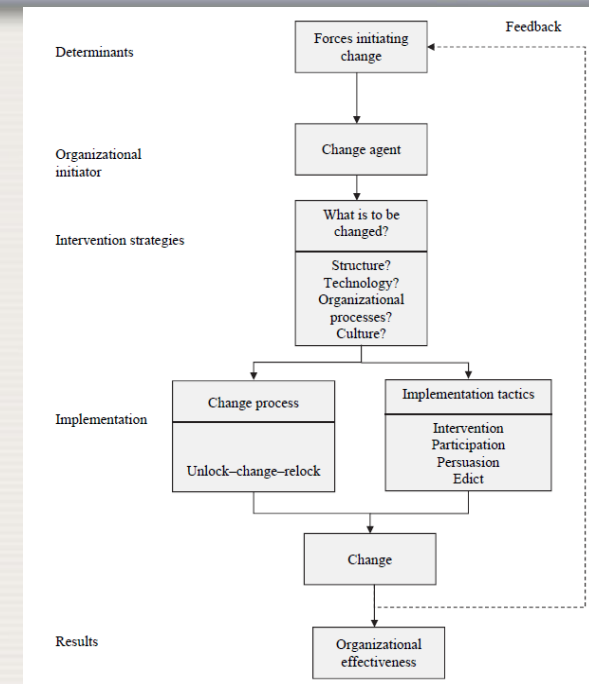 Feedback
Determinants
Forces initiating
change
Organizational
initiator
Change agent
Intervention strategies
What is to be
changed?
Structure?
Technology?
Organizational
processes?
Culture?
Implementation
Change process
Unlock–change–relock
Implementation tactics
Intervention
Participation
Persuasion
Edict
Change
Results
Organizational
effectiveness